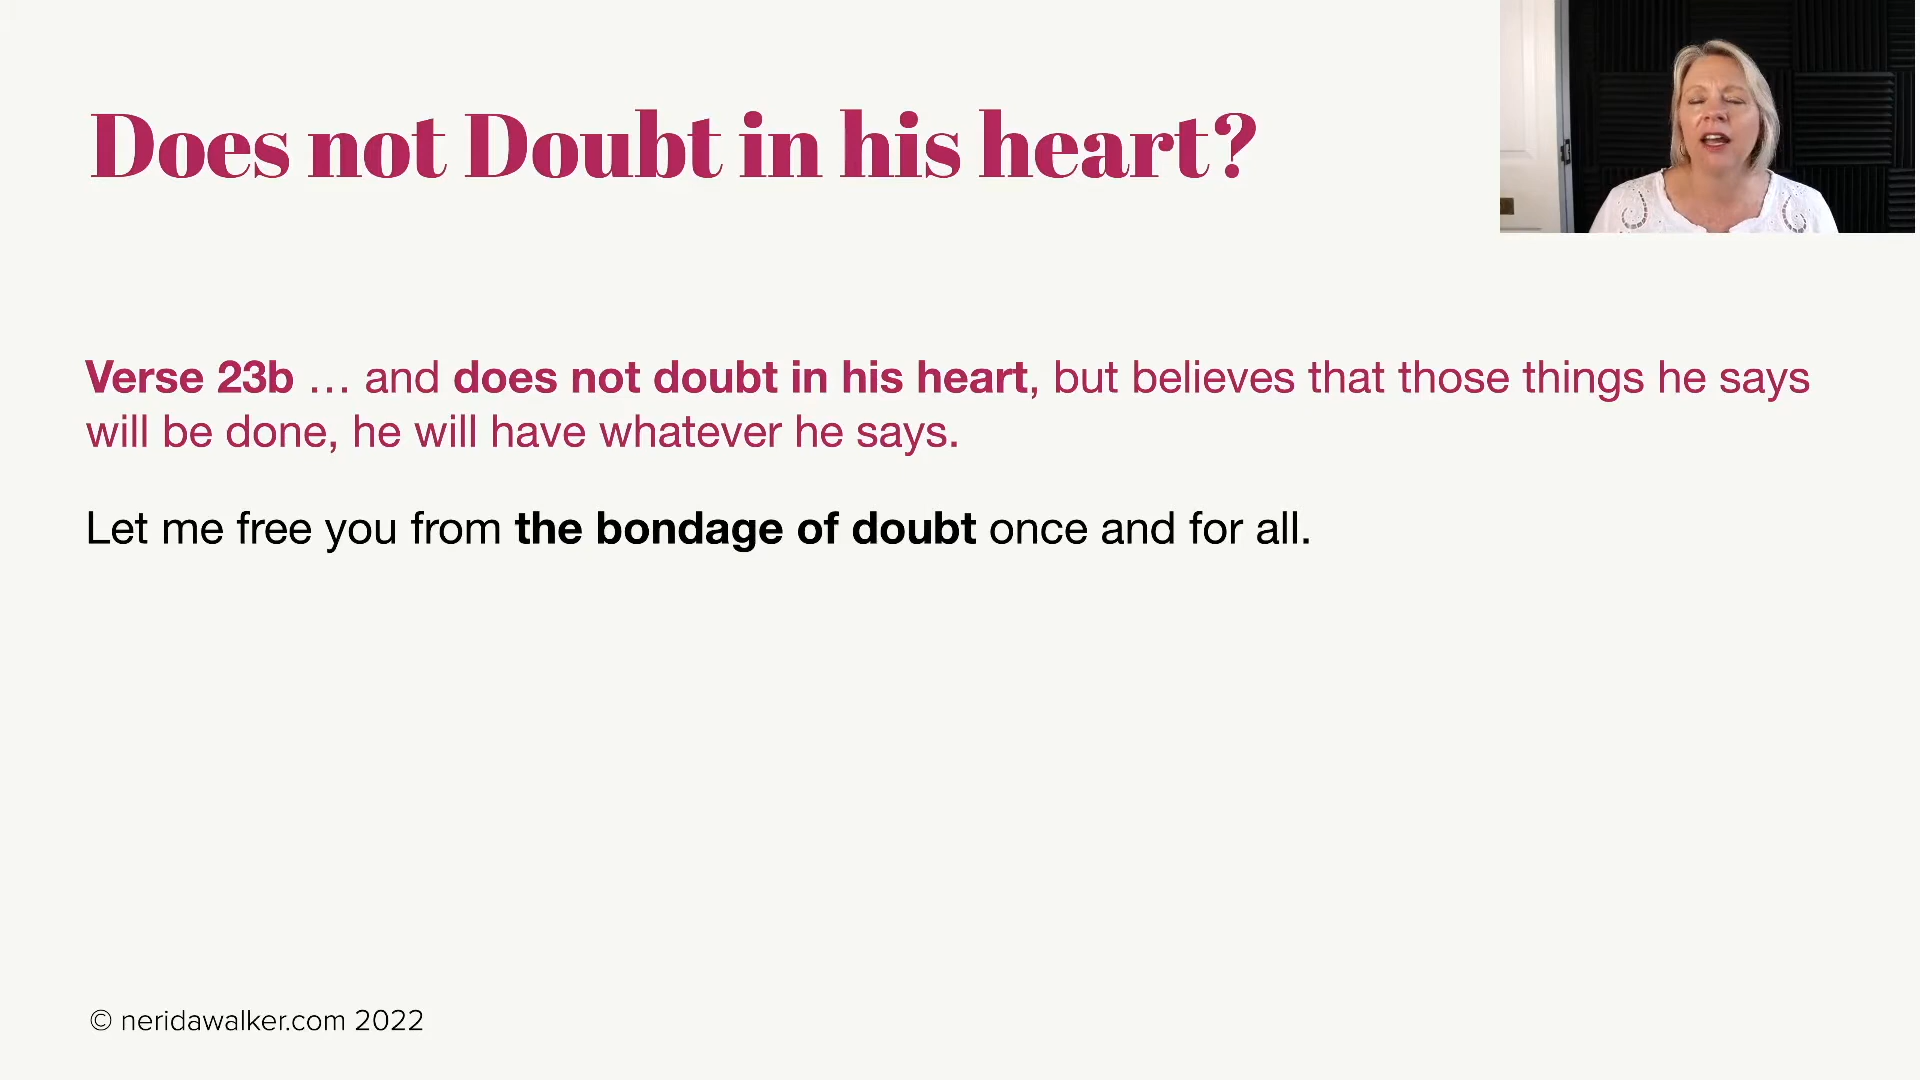 Does not Doubt in his heart?
Verse 23b … and does not doubt in his heart, but believes that those things he says
will be done, he will have whatever he says.
Let me free you from the bondage of doubt once and for all.
© neridawalker.com 2022